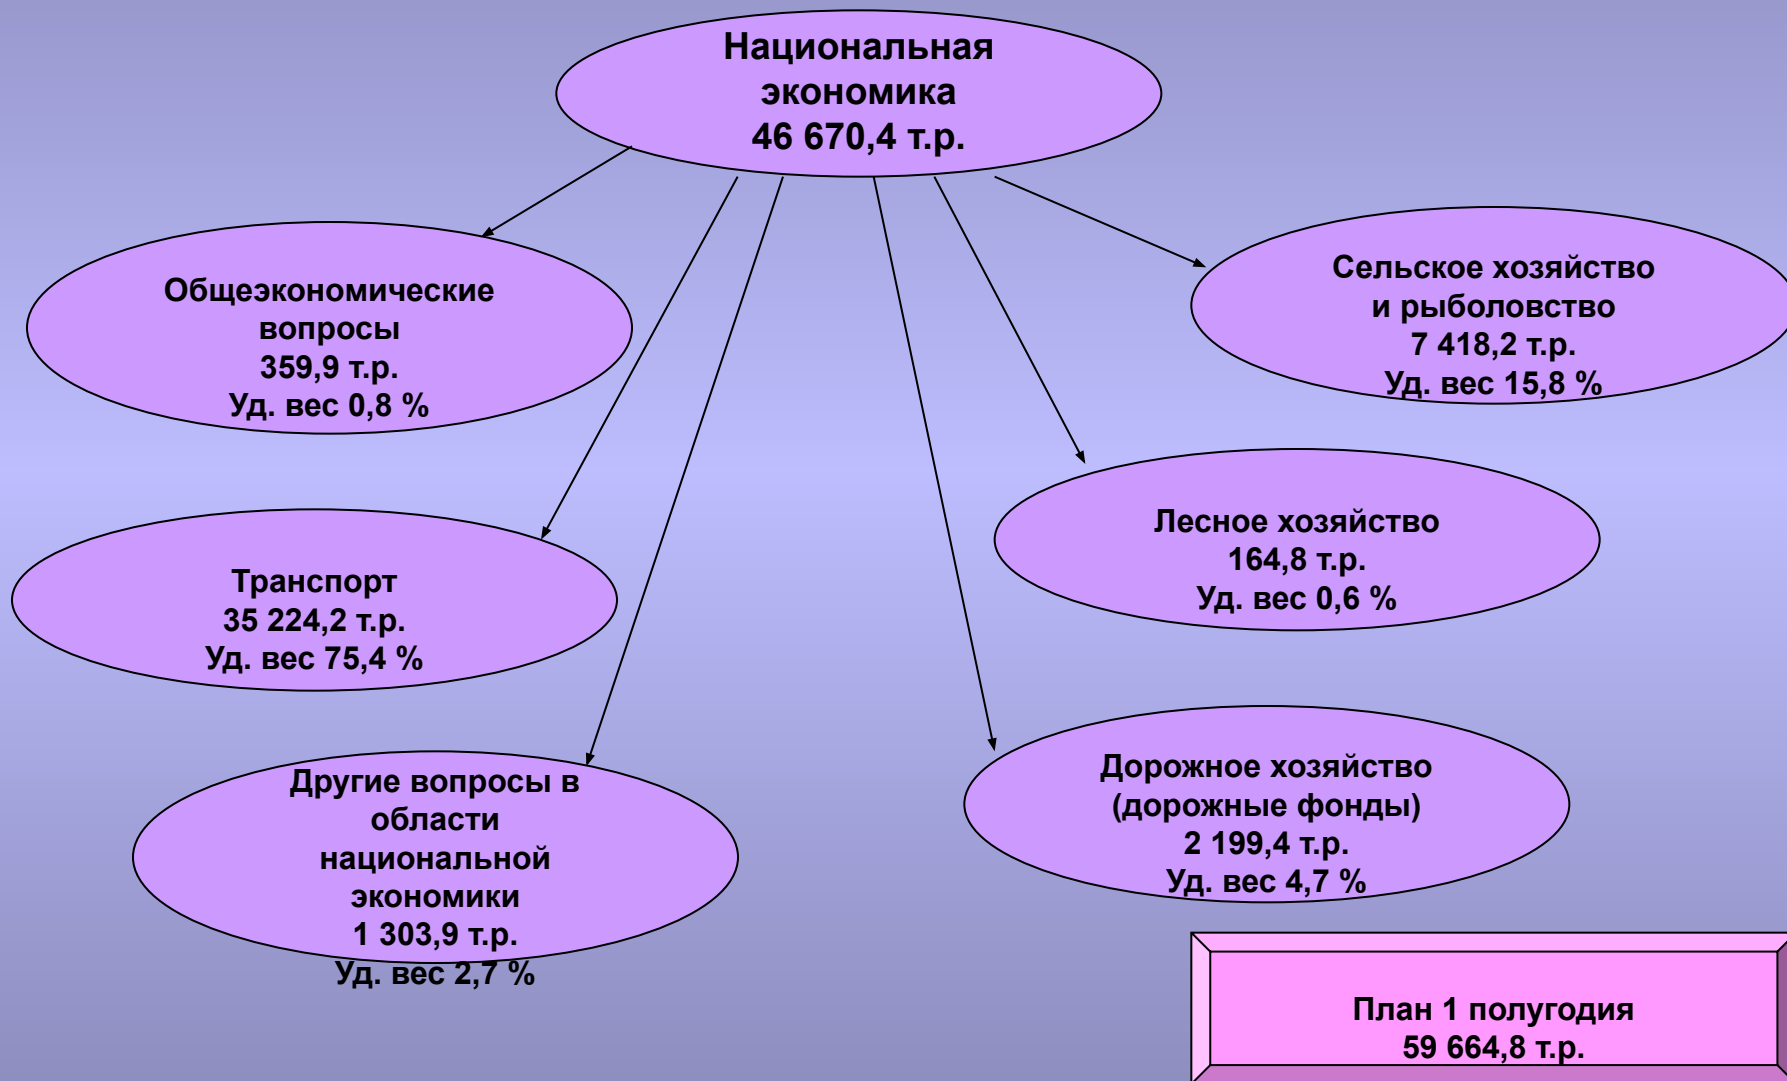 Национальная
экономика
46 670,4 т.р.
Общеэкономические
вопросы
359,9 т.р.
Уд. вес 0,8 %
Сельское хозяйство
и рыболовство
7 418,2 т.р.
Уд. вес 15,8 %
Лесное хозяйство
164,8 т.р.
Уд. вес 0,6 %
Транспорт
35 224,2 т.р.
Уд. вес 75,4 %
Другие вопросы в
области
национальной
экономики
1 303,9 т.р.
Уд. вес 2,7 %
Дорожное хозяйство
(дорожные фонды)
2 199,4 т.р.
Уд. вес 4,7 %
План 1 полугодия
59 664,8 т.р.